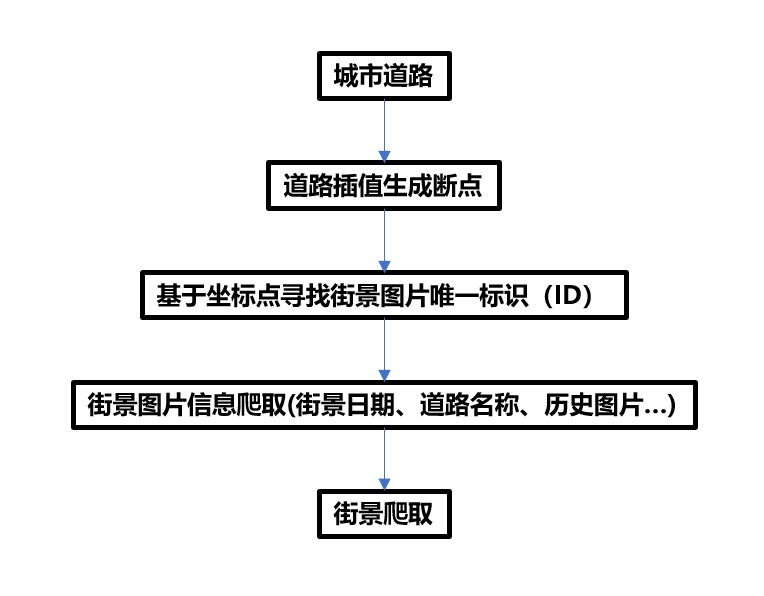 城市道路
道路插值生成断点
基于坐标点寻找街景图片唯一标识（ID）
街景图片信息爬取(街景日期、道路名称、历史图片...)
街景爬取